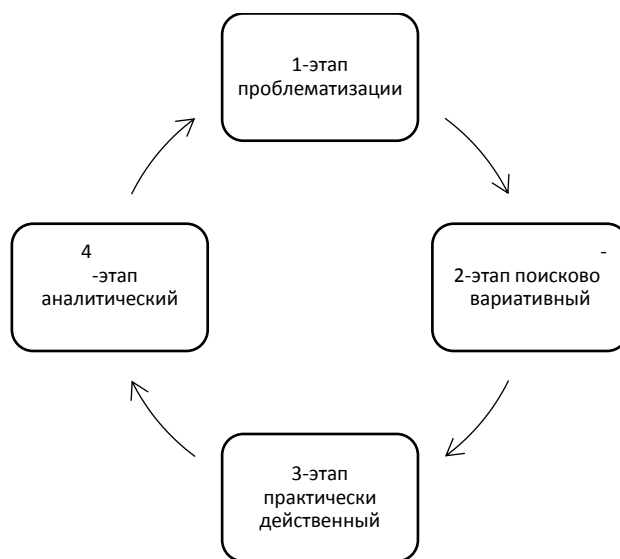 1-этап
проблематизации
4
-этап
аналитический
-
2-этап поисково
вариативный
3-этап
практически
действенный